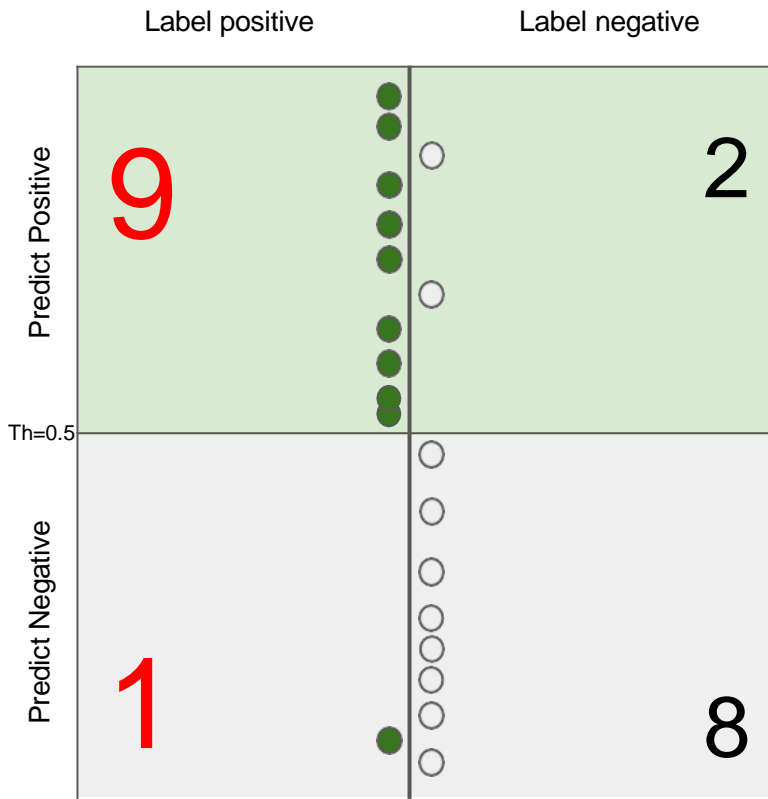 Label positive
Label negative
Predict Positive
9
2
Th=0.5
Predict Negative
1
8